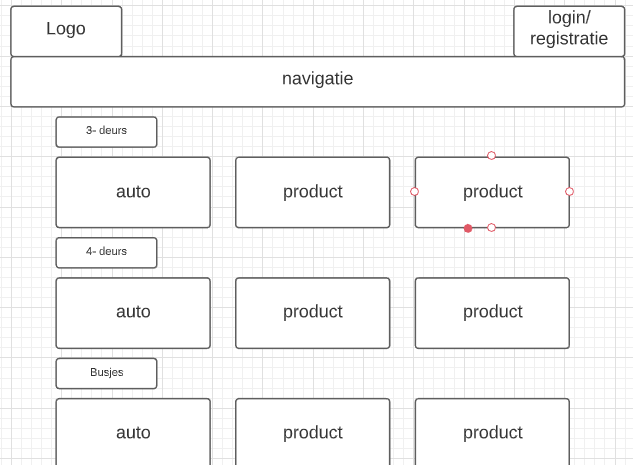 Logo
login/
registratie
navigatie
3- deurs
auto
product
product
4- deurs
auto
product
product
Busjes
auto
product
product